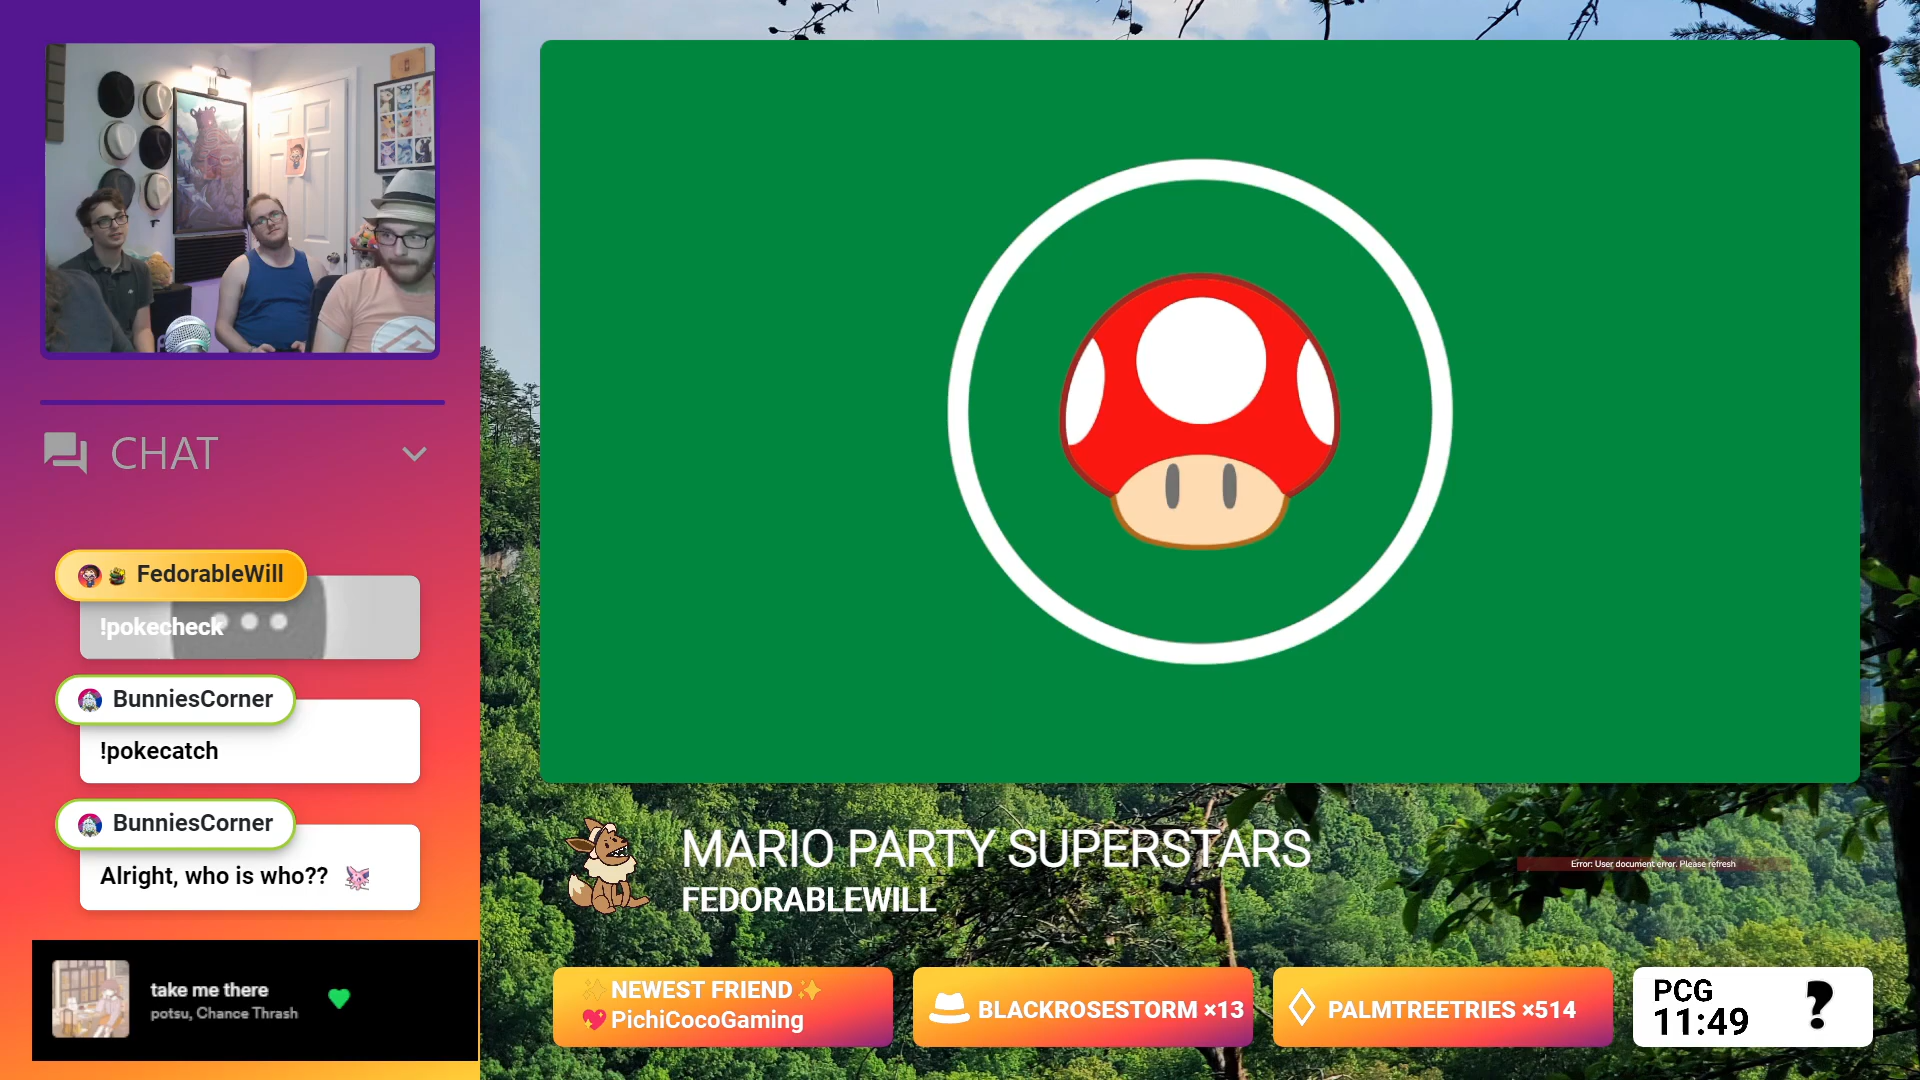 CHAT
FedorableWill
!pokecheck
BunniesCorner
!pokecatch
BunniesCorner
Alright, who is who??
take me there
potsu, Chance Thrash
MARIO PARTY SUPERSTARS
FEDORABLEWILL
Error: User document error. Please refresh
NEWEST FRIEND
PichiCocoGaming
BLACKROSESTORM ×13
PALMTREETRIES ×514
PCG
11:49
?